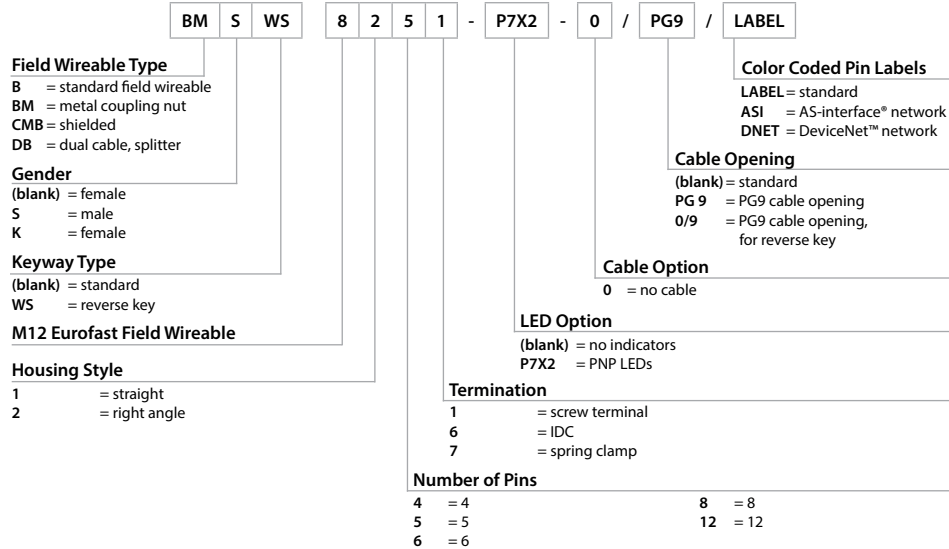 BM S WS 8 2 5 1 - P7X2 - 0 / PG9 / LABEL
Field Wireable Type
B = standard field wireable
BM = metal coupling nut
CMB = shielded
DB = dual cable, splitter
Gender
(blank) = female
S = male
K = female
Keyway Type
(blank) = standard
WS = reverse key
M12 Eurofast Field Wireable
Housing Style
1 = straight
2 = right angle
Color Coded Pin Labels
LABEL = standard
ASI = AS-interface® network
DNET = DeviceNet™ network
Cable Opening
(blank) = standard
PG 9 = PG9 cable opening
0/9 = PG9 cable opening,
for reverse key
Cable Option
0 = no cable
LED Option
(blank) = no indicators
P7X2 = PNP LEDs
Termination
1 = screw terminal
6 = IDC
7 = spring clamp
Number of Pins
4 = 4
5 = 5
6 = 6
8 = 8
12 = 12